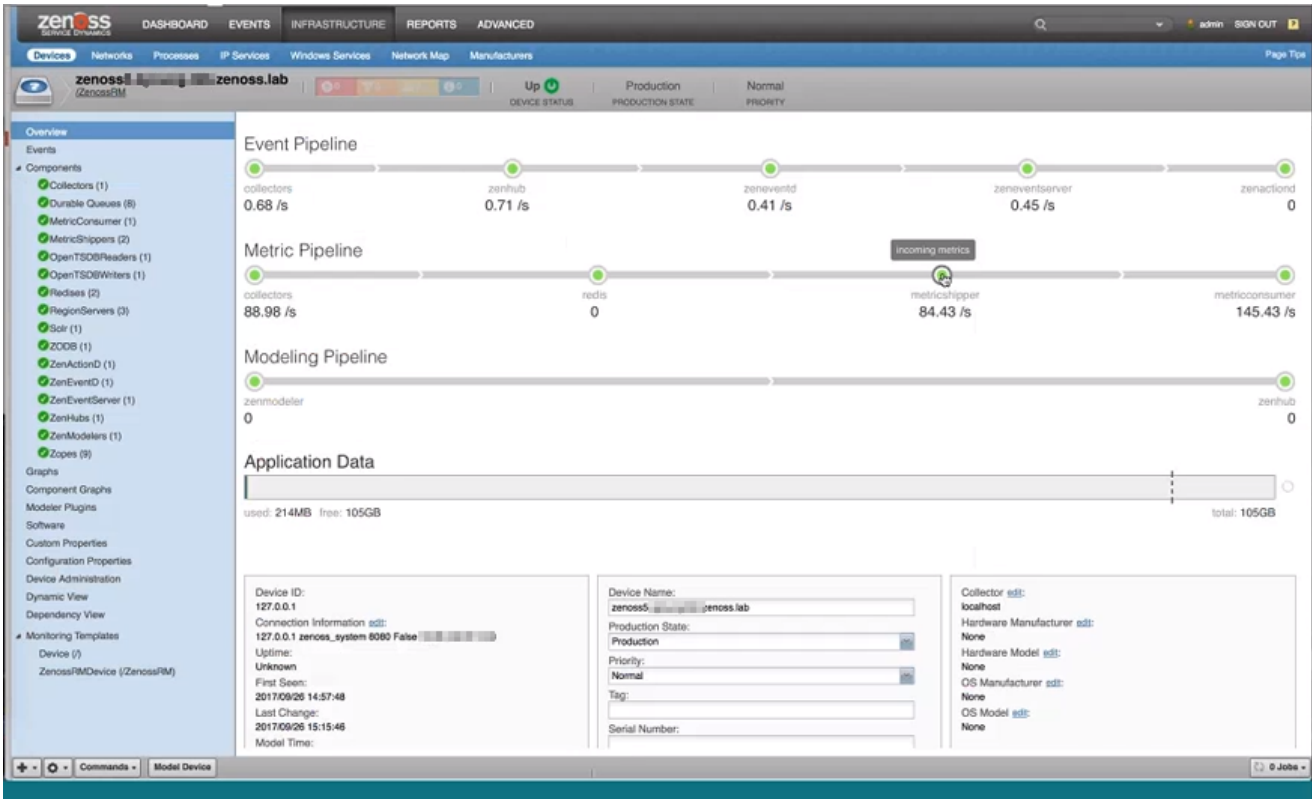 zenoss DASHBOARD EVENTS INFRASTRUCTURE REPORTS ADVANCED admin SIGN OUT ?
SERVICE DYNAMICS
Devices Networks Processes IP Services Windows Services Network Map Manufacturers Page Tips
zenoss zenoss.lab 0 0 Up Production Normal
/ZenossRM DEVICE STATUS PRODUCTION STATE PRIORITY
Overview
Events
Components
Collectors (1)
Durable Queues (8)
MetricConsumer (1)
MetricShippers (2)
OpenTSDBReaders (1)
OpenTSDBWriters (1)
Redises (2)
RegionServers (3)
Solr (1)
ZODB (1)
ZenActionD (1)
ZenEventD (1)
ZenEventServer (1)
ZenHubs (1)
ZenModelers (1)
Zopes (9)
Graphs
Component Graphs
Modeler Plugins
Software
Custom Properties
Configuration Properties
Device Administration
Dynamic View
Dependency View
Monitoring Templates
Device (/)
ZenossRMDevice (/ZenossRM)
Event Pipeline
collectors zenhub zeneventd zeneventserver zenactiond
0.68 /s 0.71 /s 0.41 /s 0.45 /s 0
Metric Pipeline
incoming metrics
collectors redis metricshipper metricconsumer
88.98 /s 0 84.43 /s 145.43 /s
Modeling Pipeline
zenmodeler zenhub
0 0
Application Data
used: 214MB free: 105GB total: 105GB
Device ID:
127.0.0.1
Connection Information edit:
127.0.0.1 zenoss_system 8080 False
Uptime:
Unknown
First Seen:
2017/09/26 14:57:48
Last Change:
2017/09/26 15:15:46
Model Time:
Device Name:
zenoss5 zenoss.lab
Production State:
Production
Priority:
Normal
Tag:
Serial Number:
Collector edit:
localhost
Hardware Manufacturer edit:
None
Hardware Model edit:
None
OS Manufacturer edit:
None
OS Model edit:
None
Commands Model Device 0 Jobs